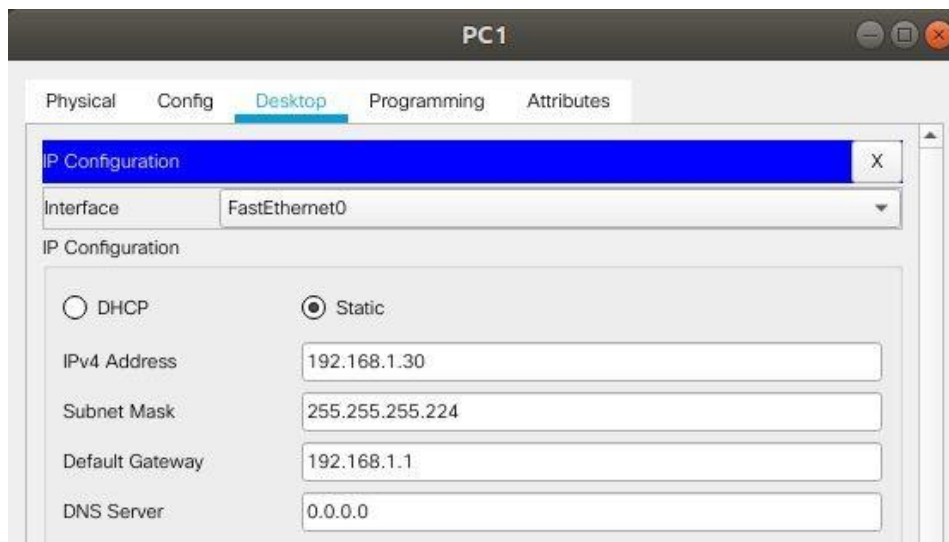 PC1
Physical Config Desktop Programming Attributes
IP Configuration X
Interface FastEthernet0
IP Configuration
DHCP Static
IPv4 Address 192.168.1.30
Subnet Mask 255.255.255.224
Default Gateway 192.168.1.1
DNS Server 0.0.0.0